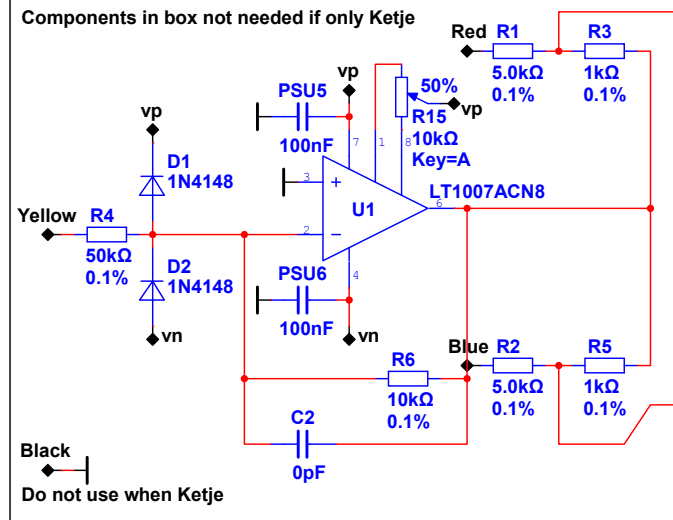 Components in box not needed if only Ketje
Red
R1
5.0kΩ
0.1%
R3
1kΩ
0.1%
vp
PSU5
100nF
50%
vp
R15
10kΩ
Key=A
vp
D1
1N4148
7
1
8
3
+
LT1007ACN8
U1
6
Yellow
R4
50kΩ
0.1%
2
−
D2
1N4148
PSU6
100nF
4
vn
vn
Blue
R2
5.0kΩ
0.1%
R5
1kΩ
0.1%
R6
10kΩ
0.1%
C2
0pF
Black
Do not use when Ketje